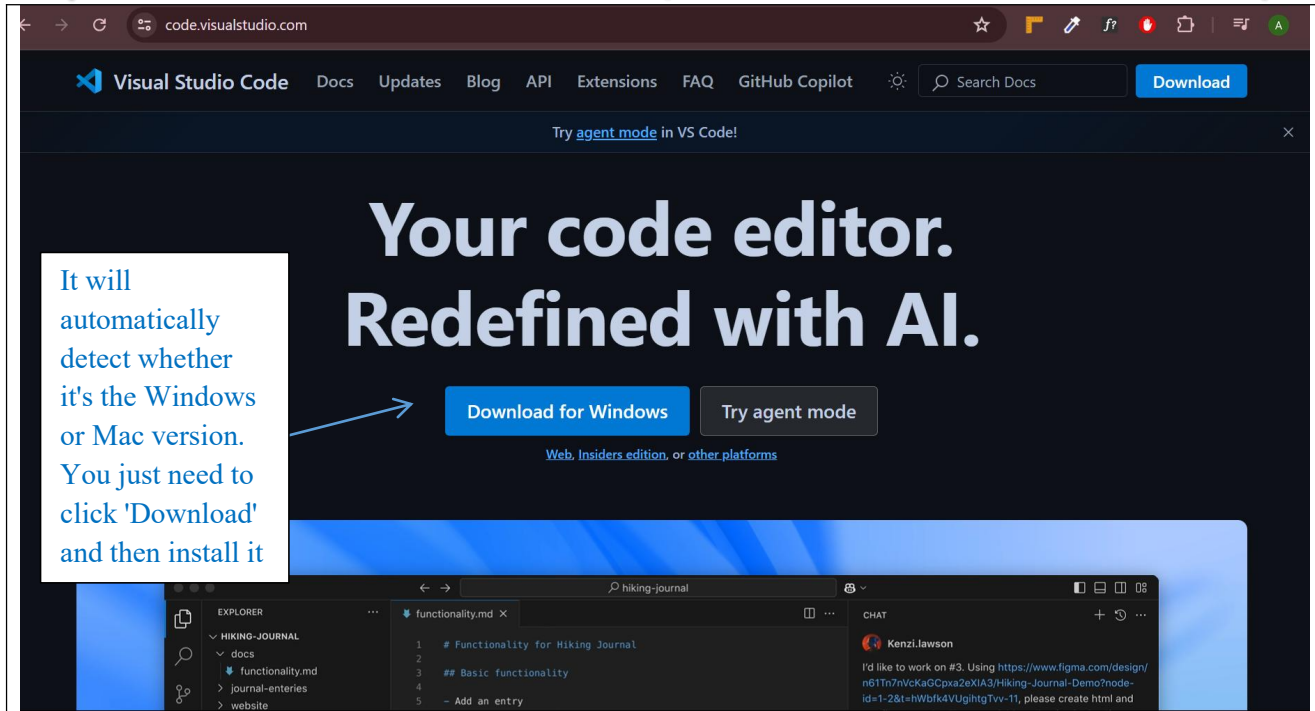 code.visualstudio.com
f?
A
Visual Studio Code Docs Updates Blog API Extensions FAQ GitHub Copilot Search Docs Download
Try agent mode in VS Code!
Your code editor.
Redefined with AI.
It will
automatically
detect whether
it's the Windows
or Mac version.
You just need to
click 'Download'
and then install it
Download for Windows Try agent mode
Web, Insiders edition, or other platforms
hiking-journal
EXPLORER
HIKING-JOURNAL
docs
functionality.md
journal-enteries
website
functionality.md
1 # Functionality for Hiking Journal
2
3 ## Basic functionality
4
5 - Add an entry
CHAT
Kenzi.lawson
I'd like to work on #3. Using https://www.figma.com/design/
n61Tn7nVcKaGCpxa2eXIA3/Hiking-Journal-Demo?node-
id=1-2&t=hWbfk4VUgihtgTvv-11, please create html and